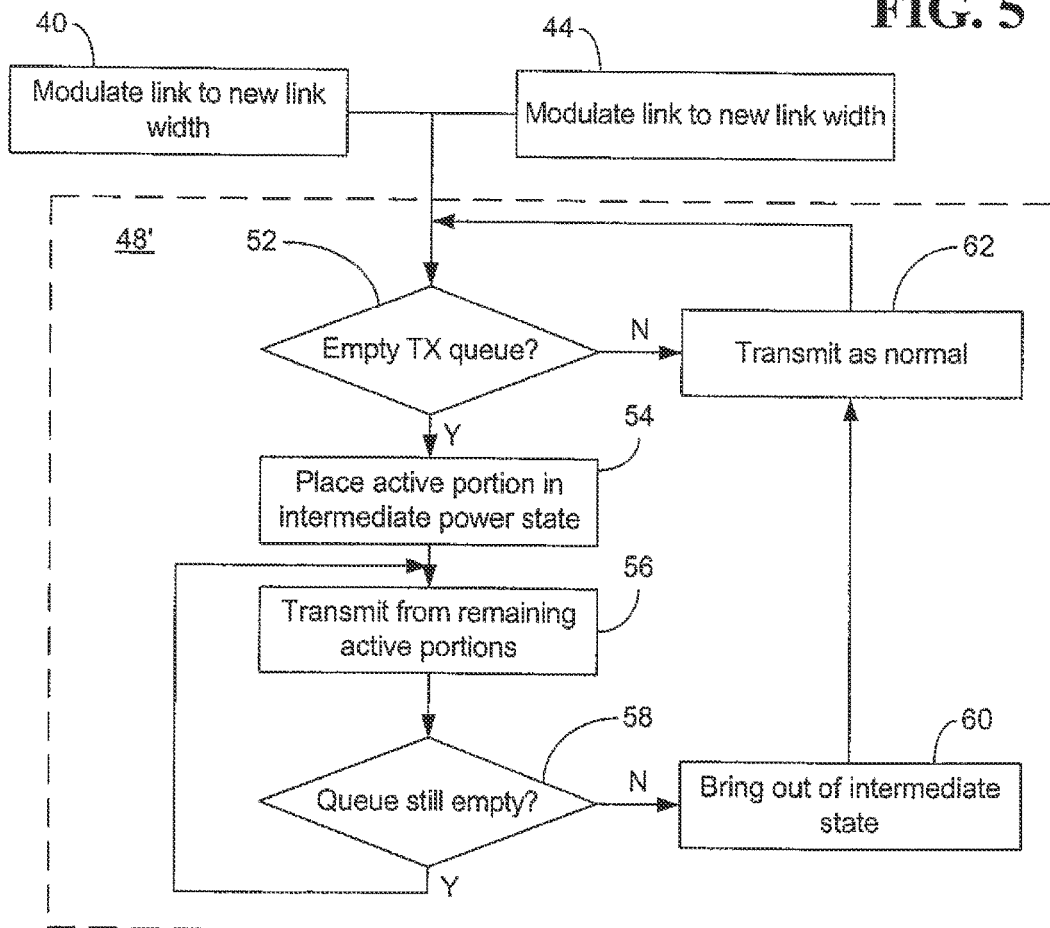 FIG. 5
40
44
Modulate link to new link
width
Modulate link to new link width
48'
52
62
Empty TX queue?
N
Transmit as normal
Y
54
Place active portion in
intermediate power state
56
Transmit from remaining
active portions
58
60
Queue still empty?
N
Bring out of intermediate
state
Y